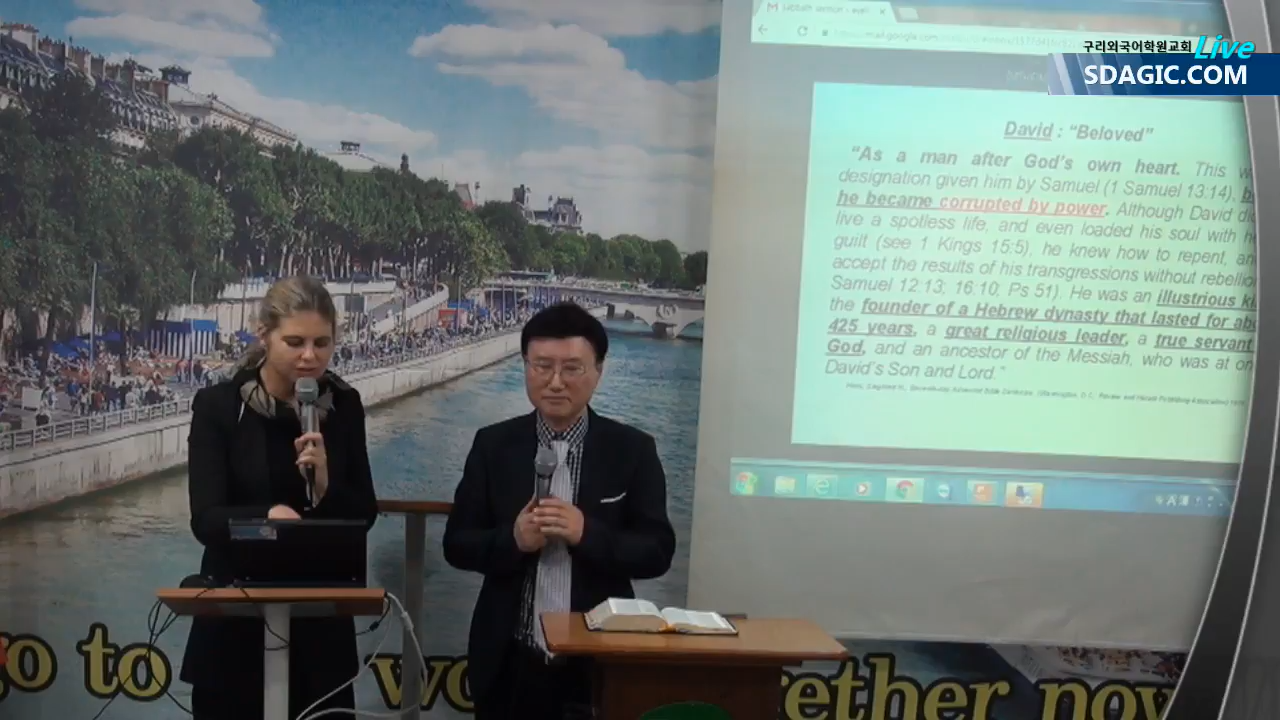 구리외국어학원교회 Live
SDAGIC.COM
mail.google.com
David : “Beloved”
“As a man after God’s own heart. This
designation given him by Samuel (1 Samuel 13:14),
he became corrupted by power. Although David
live a spotless life, and even loaded his soul with
guilt (see 1 Kings 15:5), he knew how to repent,
accept the results of his transgressions without
Samuel 12:13; 16:10; Ps 51). He was an illustrious
the founder of a Hebrew dynasty that lasted for
425 years, a great religious leader, a true servant
God, and an ancestor of the Messiah, who was at
David’s Son and Lord.”
go to